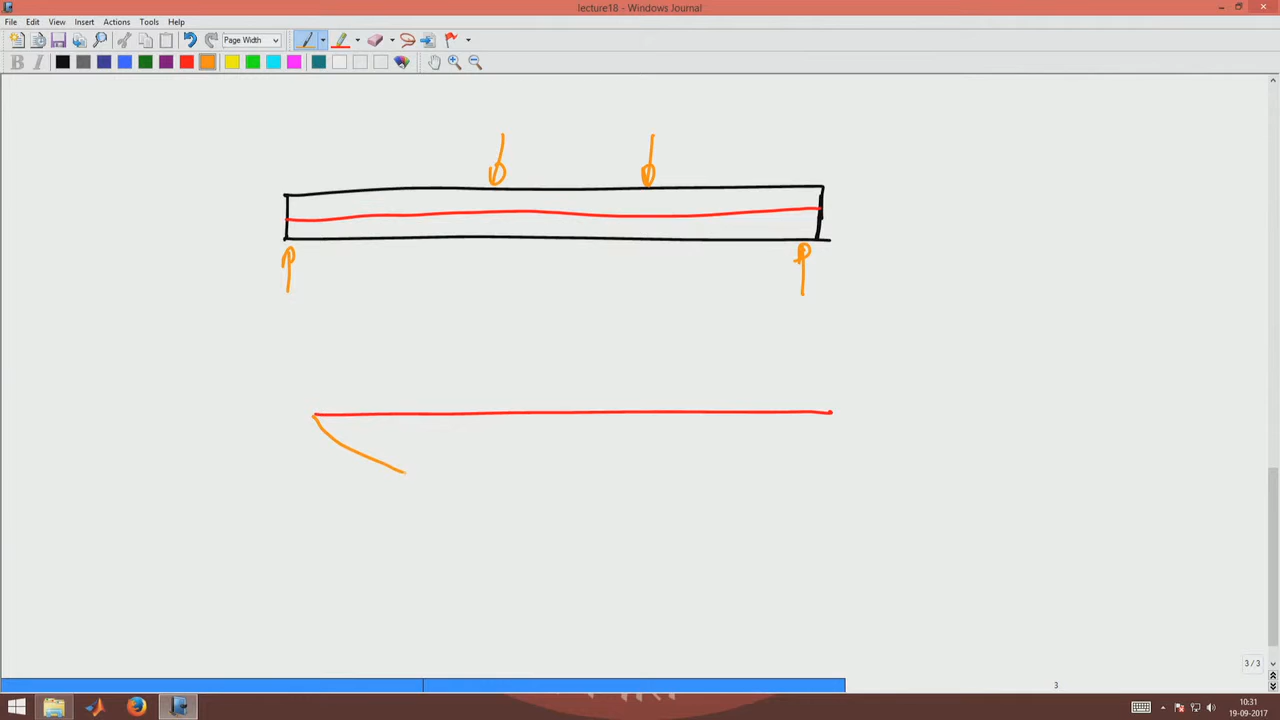 lecture18 - Windows Journal
File Edit View Insert Actions Tools Help
Page Width
B I
3 / 3
3
10:31
19-09-2017